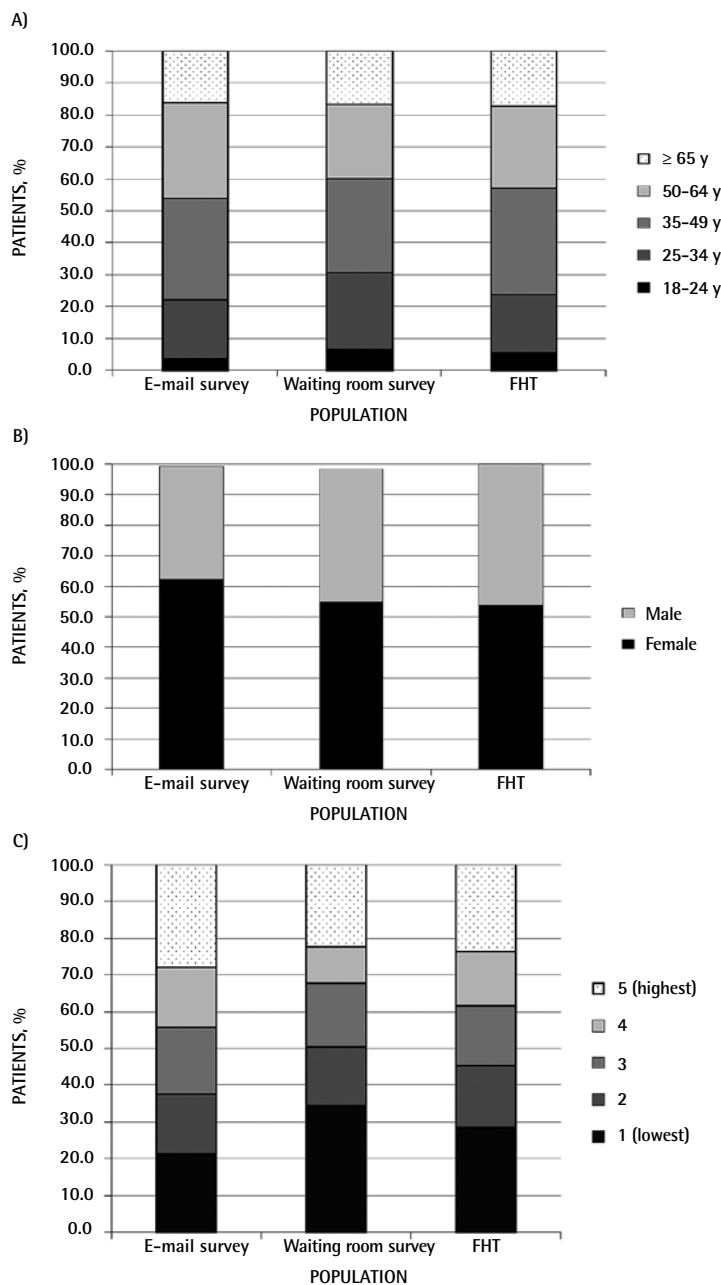 A)
PATIENTS, %
100.0
90.0
80.0
70.0
60.0
50.0
40.0
30.0
20.0
10.0
0.0
E-mail survey Waiting room survey FHT
POPULATION
≥ 65 y
50-64 y
35-49 y
25-34 y
18-24 y
B)
PATIENTS, %
100.0
90.0
80.0
70.0
60.0
50.0
40.0
30.0
20.0
10.0
0.0
E-mail survey Waiting room survey FHT
POPULATION
Male
Female
C)
PATIENTS, %
100.0
90.0
80.0
70.0
60.0
50.0
40.0
30.0
20.0
10.0
0.0
E-mail survey Waiting room survey FHT
POPULATION
5 (highest)
4
3
2
1 (lowest)